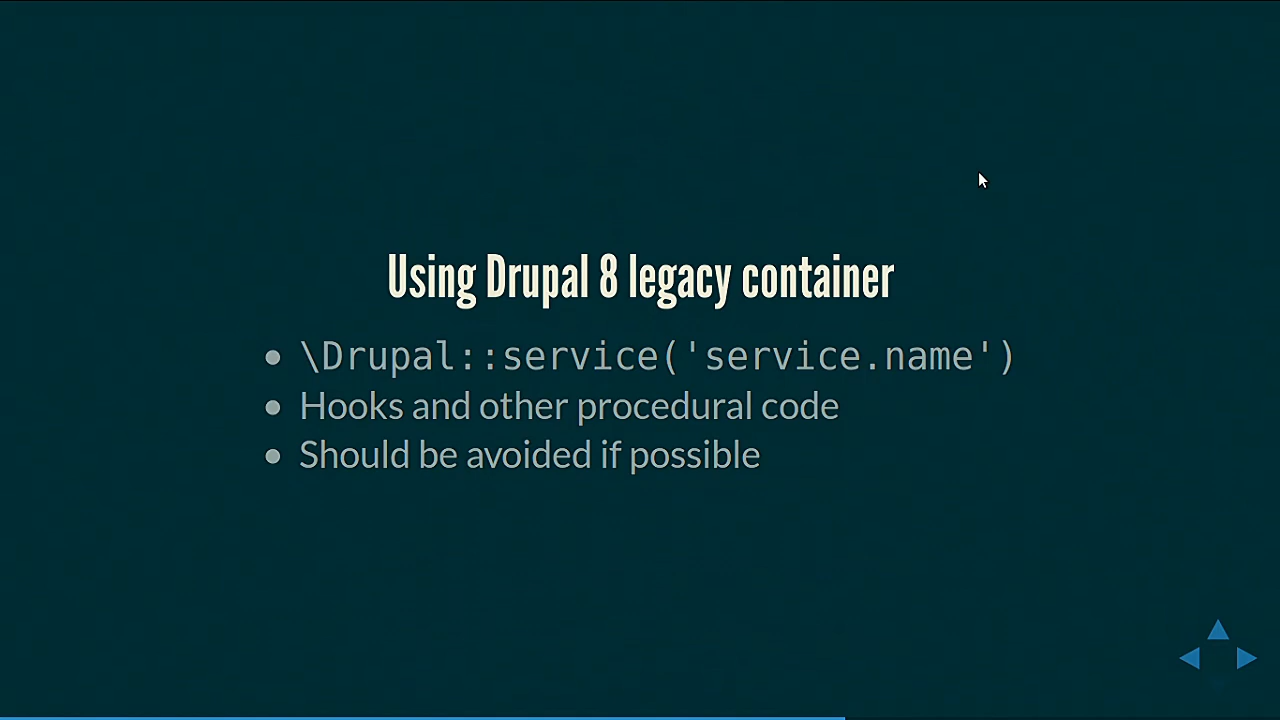 Using Drupal 8 legacy container
\Drupal::service('service.name')
Hooks and other procedural code
Should be avoided if possible